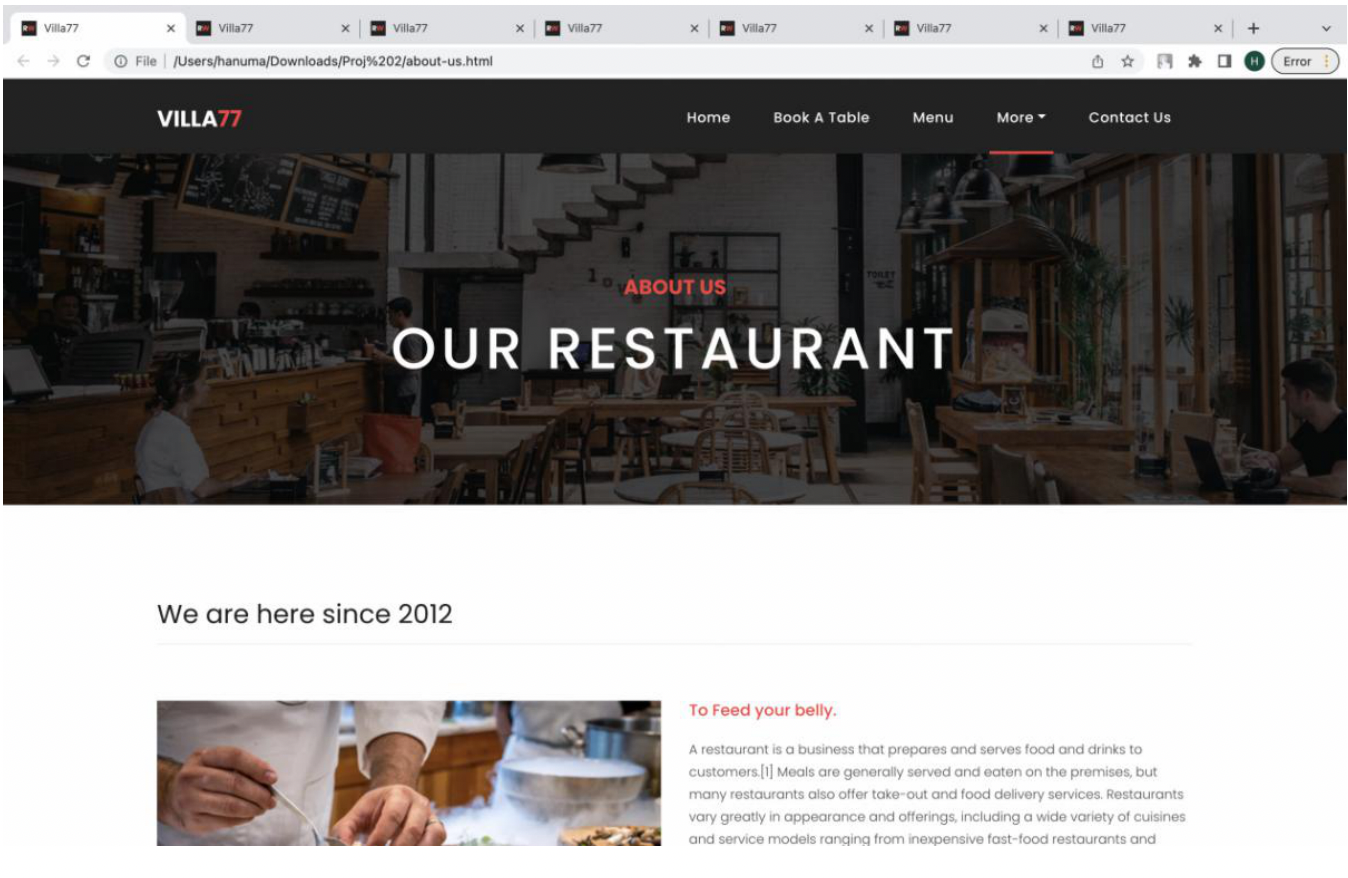 Villa77
Villa77
Villa77
Villa77
Villa77
Villa77
Villa77
File | /Users/hanuma/Downloads/Proj%202/about-us.html
H
Error
VILLA77
Home
Book A Table
Menu
More
Contact Us
TOILET
ABOUT US
OUR RESTAURANT
We are here since 2012
To Feed your belly.
A restaurant is a business that prepares and serves food and drinks to
customers.[1] Meals are generally served and eaten on the premises, but
many restaurants also offer take-out and food delivery services. Restaurants
vary greatly in appearance and offerings, including a wide variety of cuisines
and service models ranging from inexpensive fast-food restaurants and